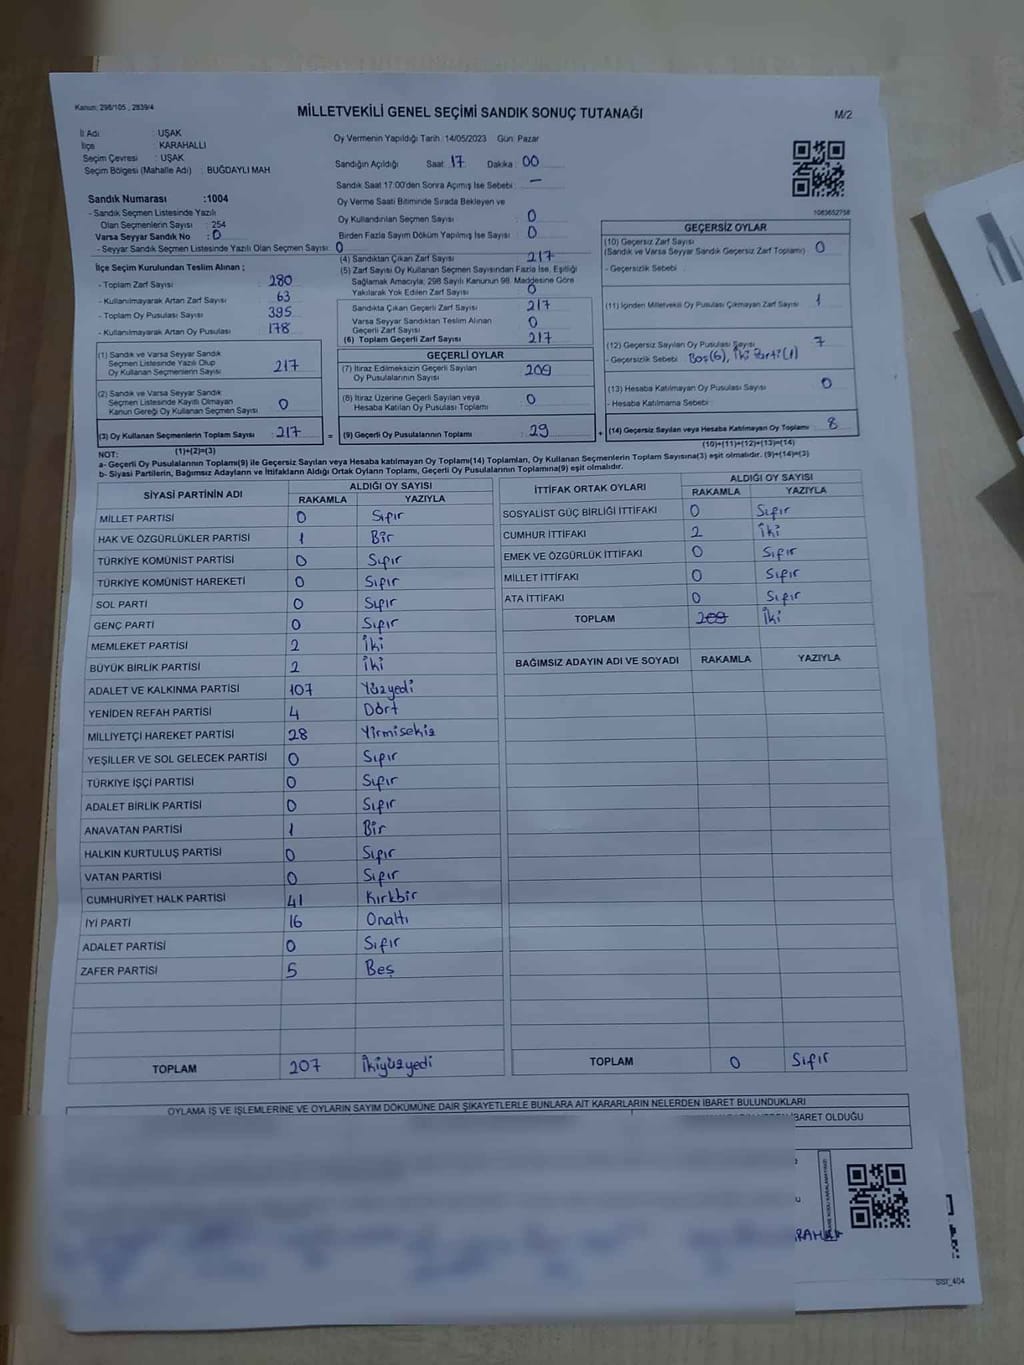 Kanun: 298/105 , 2839/4
MİLLETVEKİLİ GENEL SEÇİMİ SANDIK SONUÇ TUTANAĞI
M/2
İl Adı : UŞAK
İlçe : KARAHALLI
Seçim Çevresi : UŞAK
Seçim Bölgesi (Mahalle Adı) : BUĞDAYLI MAH
Sandık Numarası :1004
- Sandık Seçmen Listesinde Yazılı
Olan Seçmenlerin Sayısı : 254
Varsa Seyyar Sandık No : 0
- Seyyar Sandık Seçmen Listesinde Yazılı Olan Seçmen Sayısı: 0
Oy Vermenin Yapıldığı Tarih :14/05/2023 Gün: Pazar
Sandığın Açıldığı Saat 17 Dakika 00
Sandık Saat 17:00'den Sonra Açmış İse Sebebi : —
Oy Verme Saati Bitiminde Sırada Bekleyen ve
Oy Kullandırılan Seçmen Sayısı : 0
Birden Fazla Sayım Döküm Yapılmış İse Sayısı : 0
1083652758
İlçe Seçim Kurulundan Teslim Alınan ;
- Toplam Zarf Sayısı : 280
- Kullanılmayarak Artan Zarf Sayısı : 63
- Toplam Oy Pusulası Sayısı : 395
- Kullanılmayarak Artan Oy Pusulası : 178
(1) Sandık ve Varsa Seyyar Sandık
Seçmen Listesinde Yazılı Olup
Oy Kullanan Seçmenlerin Sayısı : 217
(2) Sandık ve Varsa Seyyar Sandık
Seçmen Listesinde Kayıtlı Olmayan
Kanun Gereği Oy Kullanan Seçmen Sayısı : 0
(3) Oy Kullanan Seçmenlerin Toplam Sayısı : 217
(1)+(2)=(3)
(4) Sandıktan Çıkan Zarf Sayısı : 217
(5) Zarf Sayısı Oy Kullanan Seçmen Sayısından Fazla İse, Eşitliği
Sağlamak Amacıyla; 298 Sayılı Kanunun 98. Maddesine Göre
Yakılarak Yok Edilen Zarf Sayısı : 0
Sandıkta Çıkan Geçerli Zarf Sayısı : 217
Varsa Seyyar Sandıktan Teslim Alınan
Geçerli Zarf Sayısı : 0
(6) Toplam Geçerli Zarf Sayısı : 217
GEÇERLİ OYLAR
(7) İtiraz Edilmeksizin Geçerli Sayılan
Oy Pusulalarının Sayısı : 209
(8) İtiraz Üzerine Geçerli Sayılan veya
Hesaba Katılan Oy Pusulası Toplamı : 0
= (9) Geçerli Oy Pusulalarının Toplamı : 29 +
GEÇERSİZ OYLAR
(10) Geçersiz Zarf Sayısı
(Sandık ve Varsa Seyyar Sandık Geçersiz Zarf Toplamı) : 0
- Geçersizlik Sebebi :
(11) İçinden Milletvekili Oy Pusulası Çıkmayan Zarf Sayısı : 1
(12) Geçersiz Sayılan Oy Pusulası Sayısı : 7
- Geçersizlik Sebebi : Boş(6), İki Parti(1)
(13) Hesaba Katılmayan Oy Pusulası Sayısı : 0
- Hesaba Katılmama Sebebi :
(14) Geçersiz Sayılan veya Hesaba Katılmayan Oy Toplamı : 8
(10)+(11)+(12)+(13)=(14)
NOT:
a- Geçerli Oy Pusulalarının Toplamı(9) ile Geçersiz Sayılan veya Hesaba katılmayan Oy Toplamı(14) Toplamları, Oy Kullanan Seçmenlerin Toplam Sayısına(3) eşit olmalıdır. (9)+(14)=(3)
b- Siyasi Partilerin, Bağımsız Adayların ve İttifakların Aldığı Ortak Oyların Toplamı, Geçerli Oy Pusulalarının Toplamına(9) eşit olmalıdır.
SİYASİ PARTİNİN ADI ALDIĞI OY SAYISI
RAKAMLA YAZIYLA
MİLLET PARTİSİ 0 Sıfır
HAK VE ÖZGÜRLÜKLER PARTİSİ 1 Bir
TÜRKİYE KOMÜNİST PARTİSİ 0 Sıfır
TÜRKİYE KOMÜNİST HAREKETİ 0 Sıfır
SOL PARTİ 0 Sıfır
GENÇ PARTİ 0 Sıfır
MEMLEKET PARTİSİ 2 İki
BÜYÜK BİRLİK PARTİSİ 2 İki
ADALET VE KALKINMA PARTİSİ 107 Yüzyedi
YENİDEN REFAH PARTİSİ 4 Dört
MİLLİYETÇİ HAREKET PARTİSİ 28 Yirmisekiz
YEŞİLLER VE SOL GELECEK PARTİSİ 0 Sıfır
TÜRKİYE İŞÇİ PARTİSİ 0 Sıfır
ADALET BİRLİK PARTİSİ 0 Sıfır
ANAVATAN PARTİSİ 1 Bir
HALKIN KURTULUŞ PARTİSİ 0 Sıfır
VATAN PARTİSİ 0 Sıfır
CUMHURİYET HALK PARTİSİ 41 Kırkbir
İYİ PARTİ 16 Onaltı
ADALET PARTİSİ 0 Sıfır
ZAFER PARTİSİ 5 Beş
TOPLAM 207 İkiyüzyedi
İTTİFAK ORTAK OYLARI ALDIĞI OY SAYISI
RAKAMLA YAZIYLA
SOSYALİST GÜÇ BİRLİĞİ İTTİFAKI 0 Sıfır
CUMHUR İTTİFAKI 2 İki
EMEK VE ÖZGÜRLÜK İTTİFAKI 0 Sıfır
MİLLET İTTİFAKI 0 Sıfır
ATA İTTİFAKI 0 Sıfır
TOPLAM 209 İki
BAĞIMSIZ ADAYIN ADI VE SOYADI RAKAMLA YAZIYLA
TOPLAM 0 Sıfır
OYLAMA İŞ VE İŞLEMLERİNE VE OYLARIN SAYIM DÖKÜMÜNE DAİR ŞİKAYETLERLE BUNLARA AİT KARARLARIN NELERDEN İBARET BULUNDUKLARI
İBARET OLDUĞU
SSİ_404